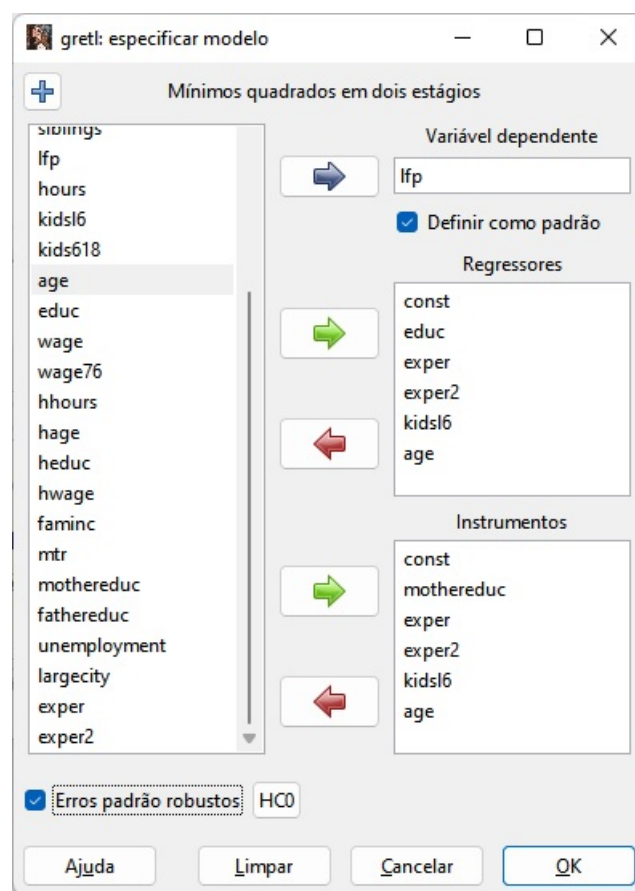 gretl: especificar modelo
Mínimos quadrados em dois estágios
siblings
lfp
hours
kidsl6
kids618
age
educ
wage
wage76
hhours
hage
heduc
hwage
faminc
mtr
mothereduc
fathereduc
unemployment
largecity
exper
exper2
Variável dependente
lfp
Definir como padrão
Regressores
const
educ
exper
exper2
kidsl6
age
Instrumentos
const
mothereduc
exper
exper2
kidsl6
age
Erros padrão robustos HC0
Ajuda Limpar Cancelar OK